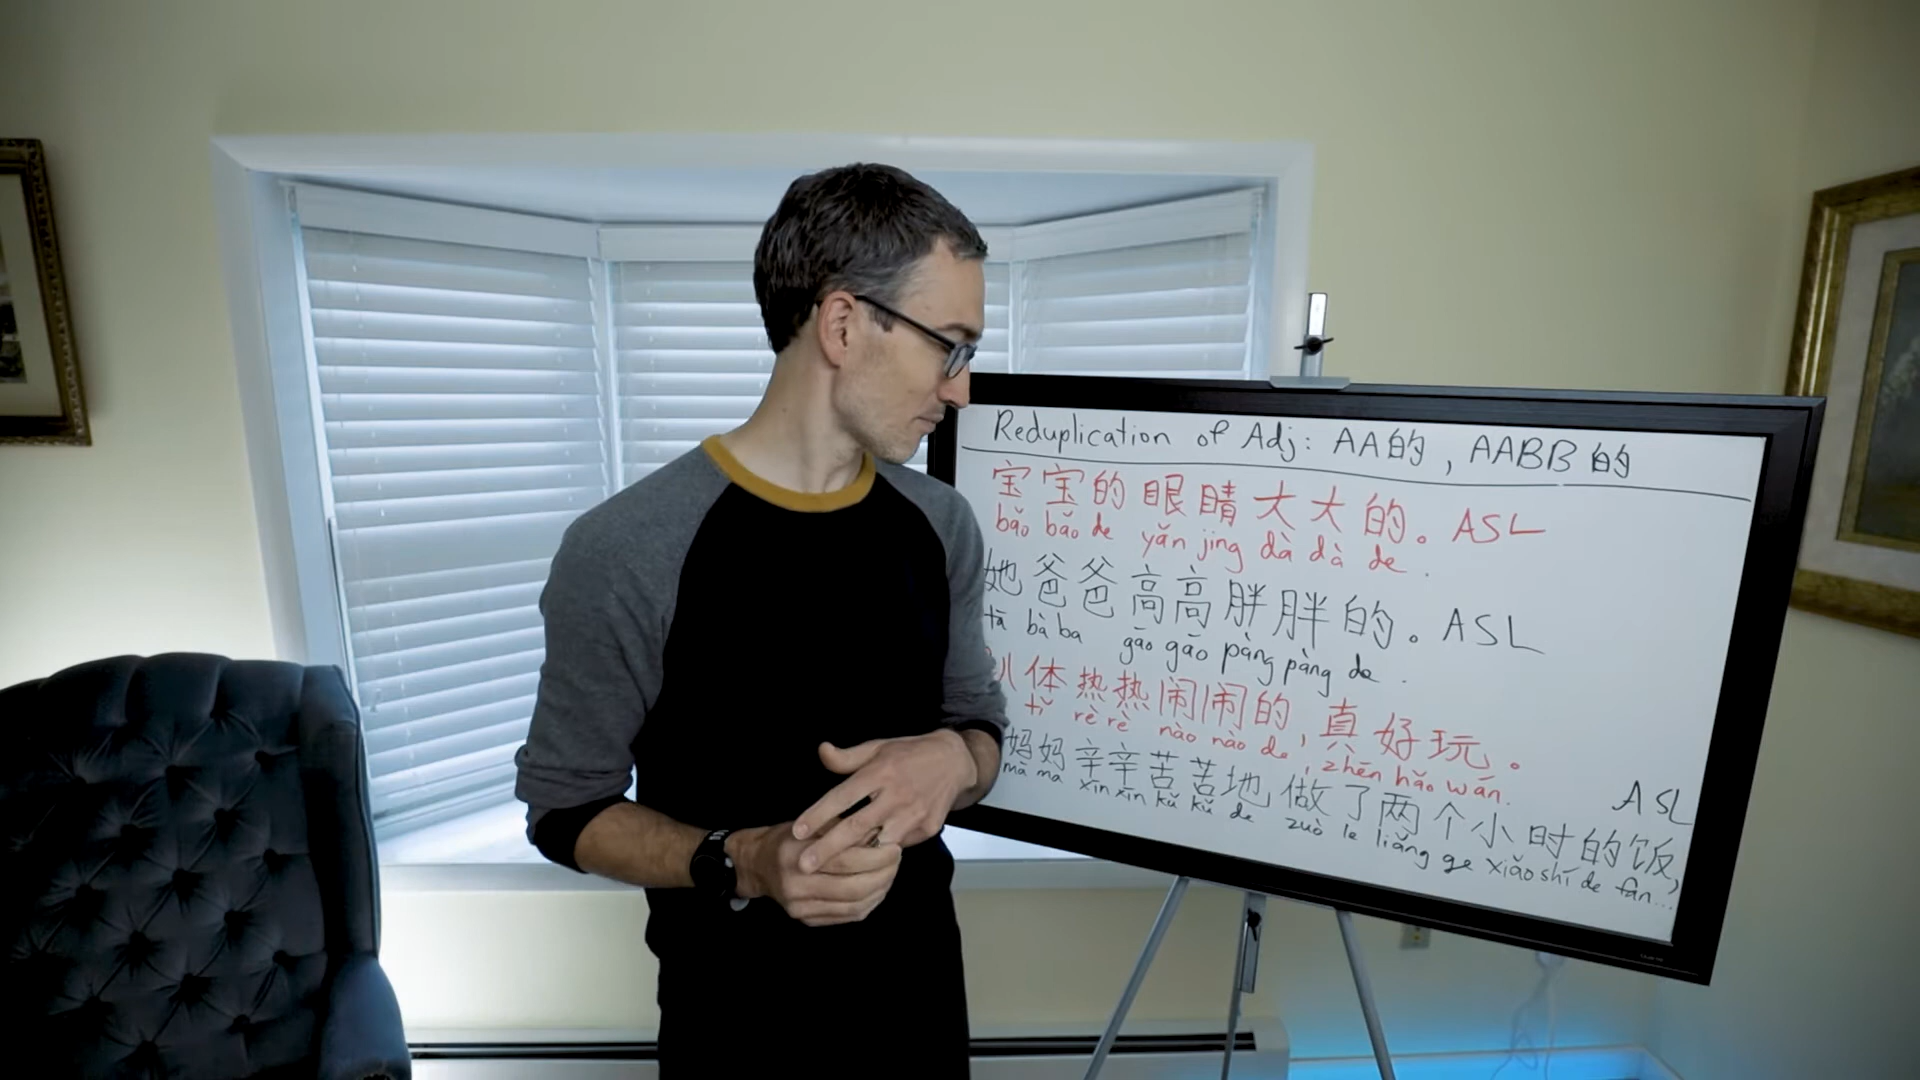 Reduplication of Adj: AA的, AABB的
宝宝的眼睛大大的。ASL
bǎo bǎo de yǎn jing dà dà de.
她爸爸高高胖胖的。ASL
tā bà ba gāo gāo pàng pàng de.
体热热闹闹的,真好玩。
tǐ rè rè nào nào de, zhēn hǎo wán.
ASL
妈妈辛辛苦苦地做了两个小时的饭,
mā ma xīn xīn kǔ kǔ de zuò le liǎng ge xiǎo shí de fàn...